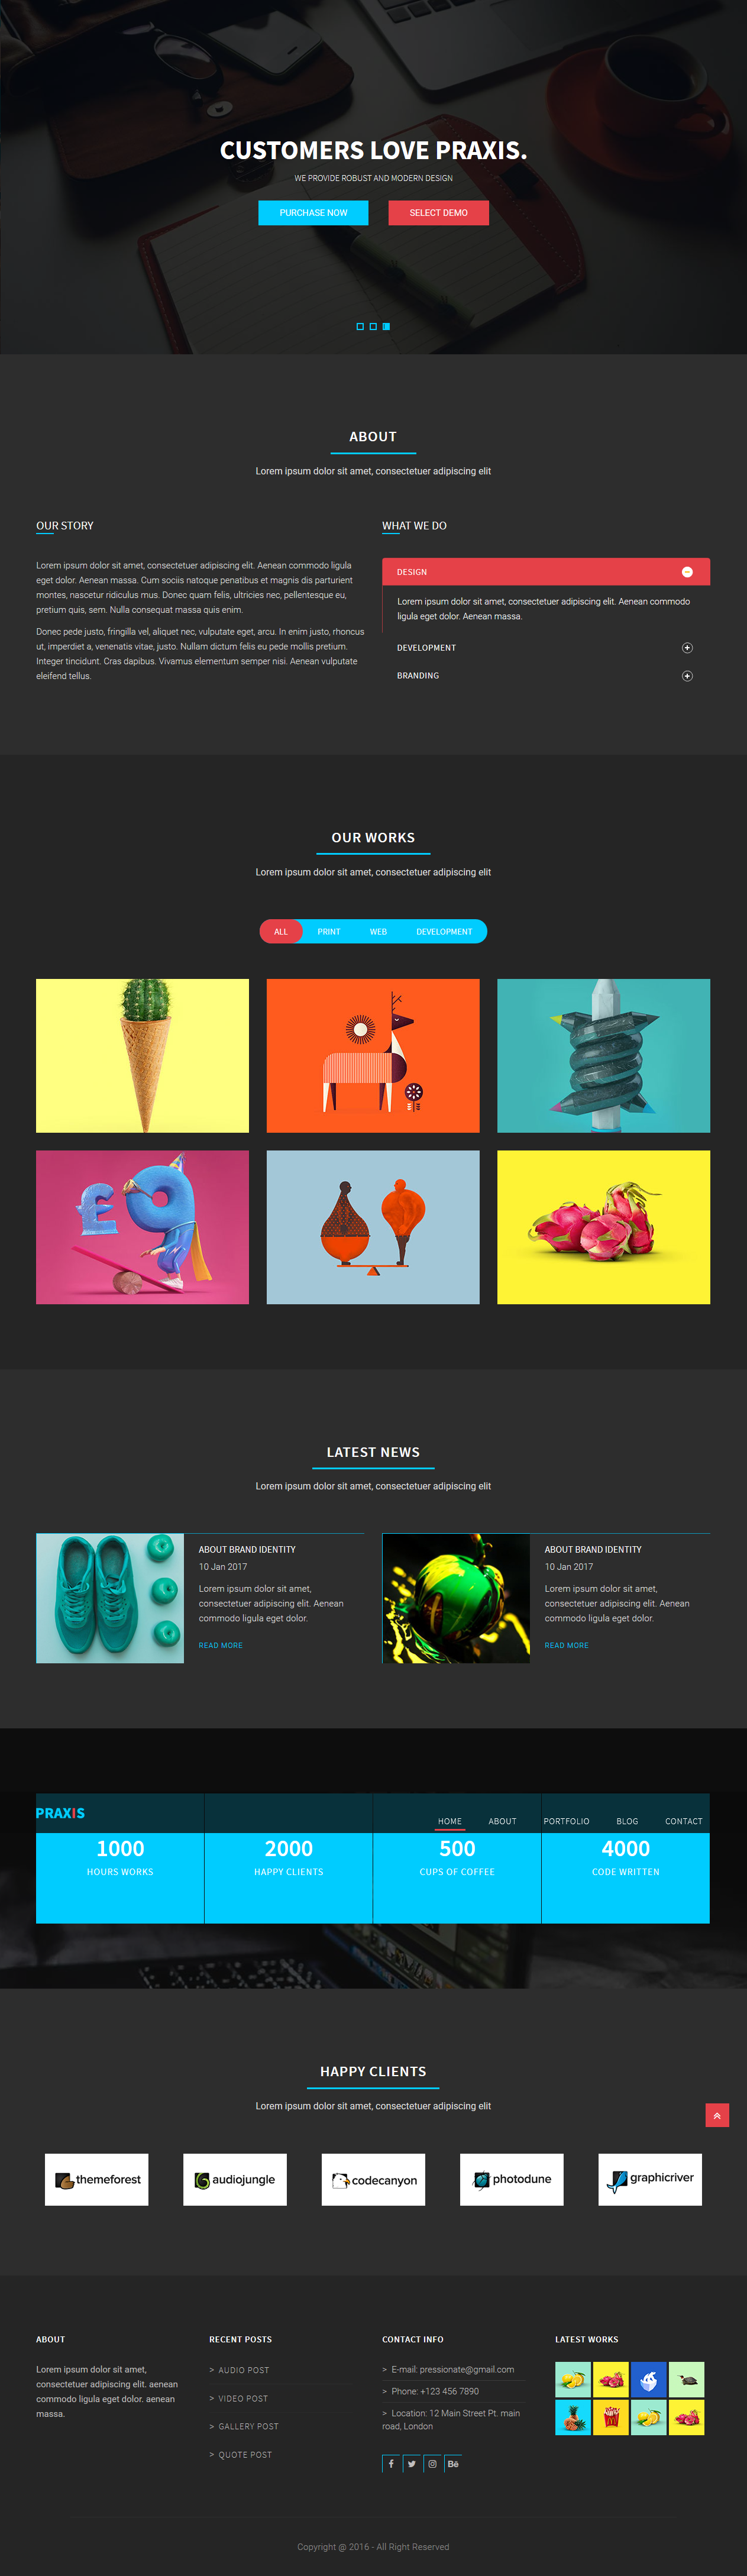 CUSTOMERS LOVE PRAXIS.
WE PROVIDE ROBUST AND MODERN DESIGN
PURCHASE NOW
SELECT DEMO
ABOUT
Lorem ipsum dolor sit amet, consectetuer adipiscing elit
OUR STORY
Lorem ipsum dolor sit amet, consectetuer adipiscing elit. Aenean commodo ligula
eget dolor. Aenean massa. Cum sociis natoque penatibus et magnis dis parturient
montes, nascetur ridiculus mus. Donec quam felis, ultricies nec, pellentesque eu,
pretium quis, sem. Nulla consequat massa quis enim.
Donec pede justo, fringilla vel, aliquet nec, vulputate eget, arcu. In enim justo, rhoncus
ut, imperdiet a, venenatis vitae, justo. Nullam dictum felis eu pede mollis pretium.
Integer tincidunt. Cras dapibus. Vivamus elementum semper nisi. Aenean vulputate
eleifend tellus.
WHAT WE DO
DESIGN
Lorem ipsum dolor sit amet, consectetuer adipiscing elit. Aenean commodo
ligula eget dolor. Aenean massa.
DEVELOPMENT
BRANDING
OUR WORKS
Lorem ipsum dolor sit amet, consectetuer adipiscing elit
ALL PRINT WEB DEVELOPMENT
£9
LATEST NEWS
Lorem ipsum dolor sit amet, consectetuer adipiscing elit
ABOUT BRAND IDENTITY
10 Jan 2017
Lorem ipsum dolor sit amet,
consectetuer adipiscing elit. Aenean
commodo ligula eget dolor.
READ MORE
ABOUT BRAND IDENTITY
10 Jan 2017
Lorem ipsum dolor sit amet,
consectetuer adipiscing elit. Aenean
commodo ligula eget dolor.
READ MORE
PRAXIS
HOME ABOUT PORTFOLIO BLOG CONTACT
1000
HOURS WORKS
2000
HAPPY CLIENTS
500
CUPS OF COFFEE
4000
CODE WRITTEN
HAPPY CLIENTS
Lorem ipsum dolor sit amet, consectetuer adipiscing elit
themeforest
audiojungle
codecanyon
photodune
graphicriver
ABOUT
Lorem ipsum dolor sit amet,
consectetuer adipiscing elit. aenean
commodo ligula eget dolor. aenean
massa.
RECENT POSTS
> AUDIO POST
> VIDEO POST
> GALLERY POST
> QUOTE POST
CONTACT INFO
> E-mail: pressionate@gmail.com
> Phone: +123 456 7890
> Location: 12 Main Street Pt. main
road, London
Bē
LATEST WORKS
Copyright @ 2016 - All Right Reserved